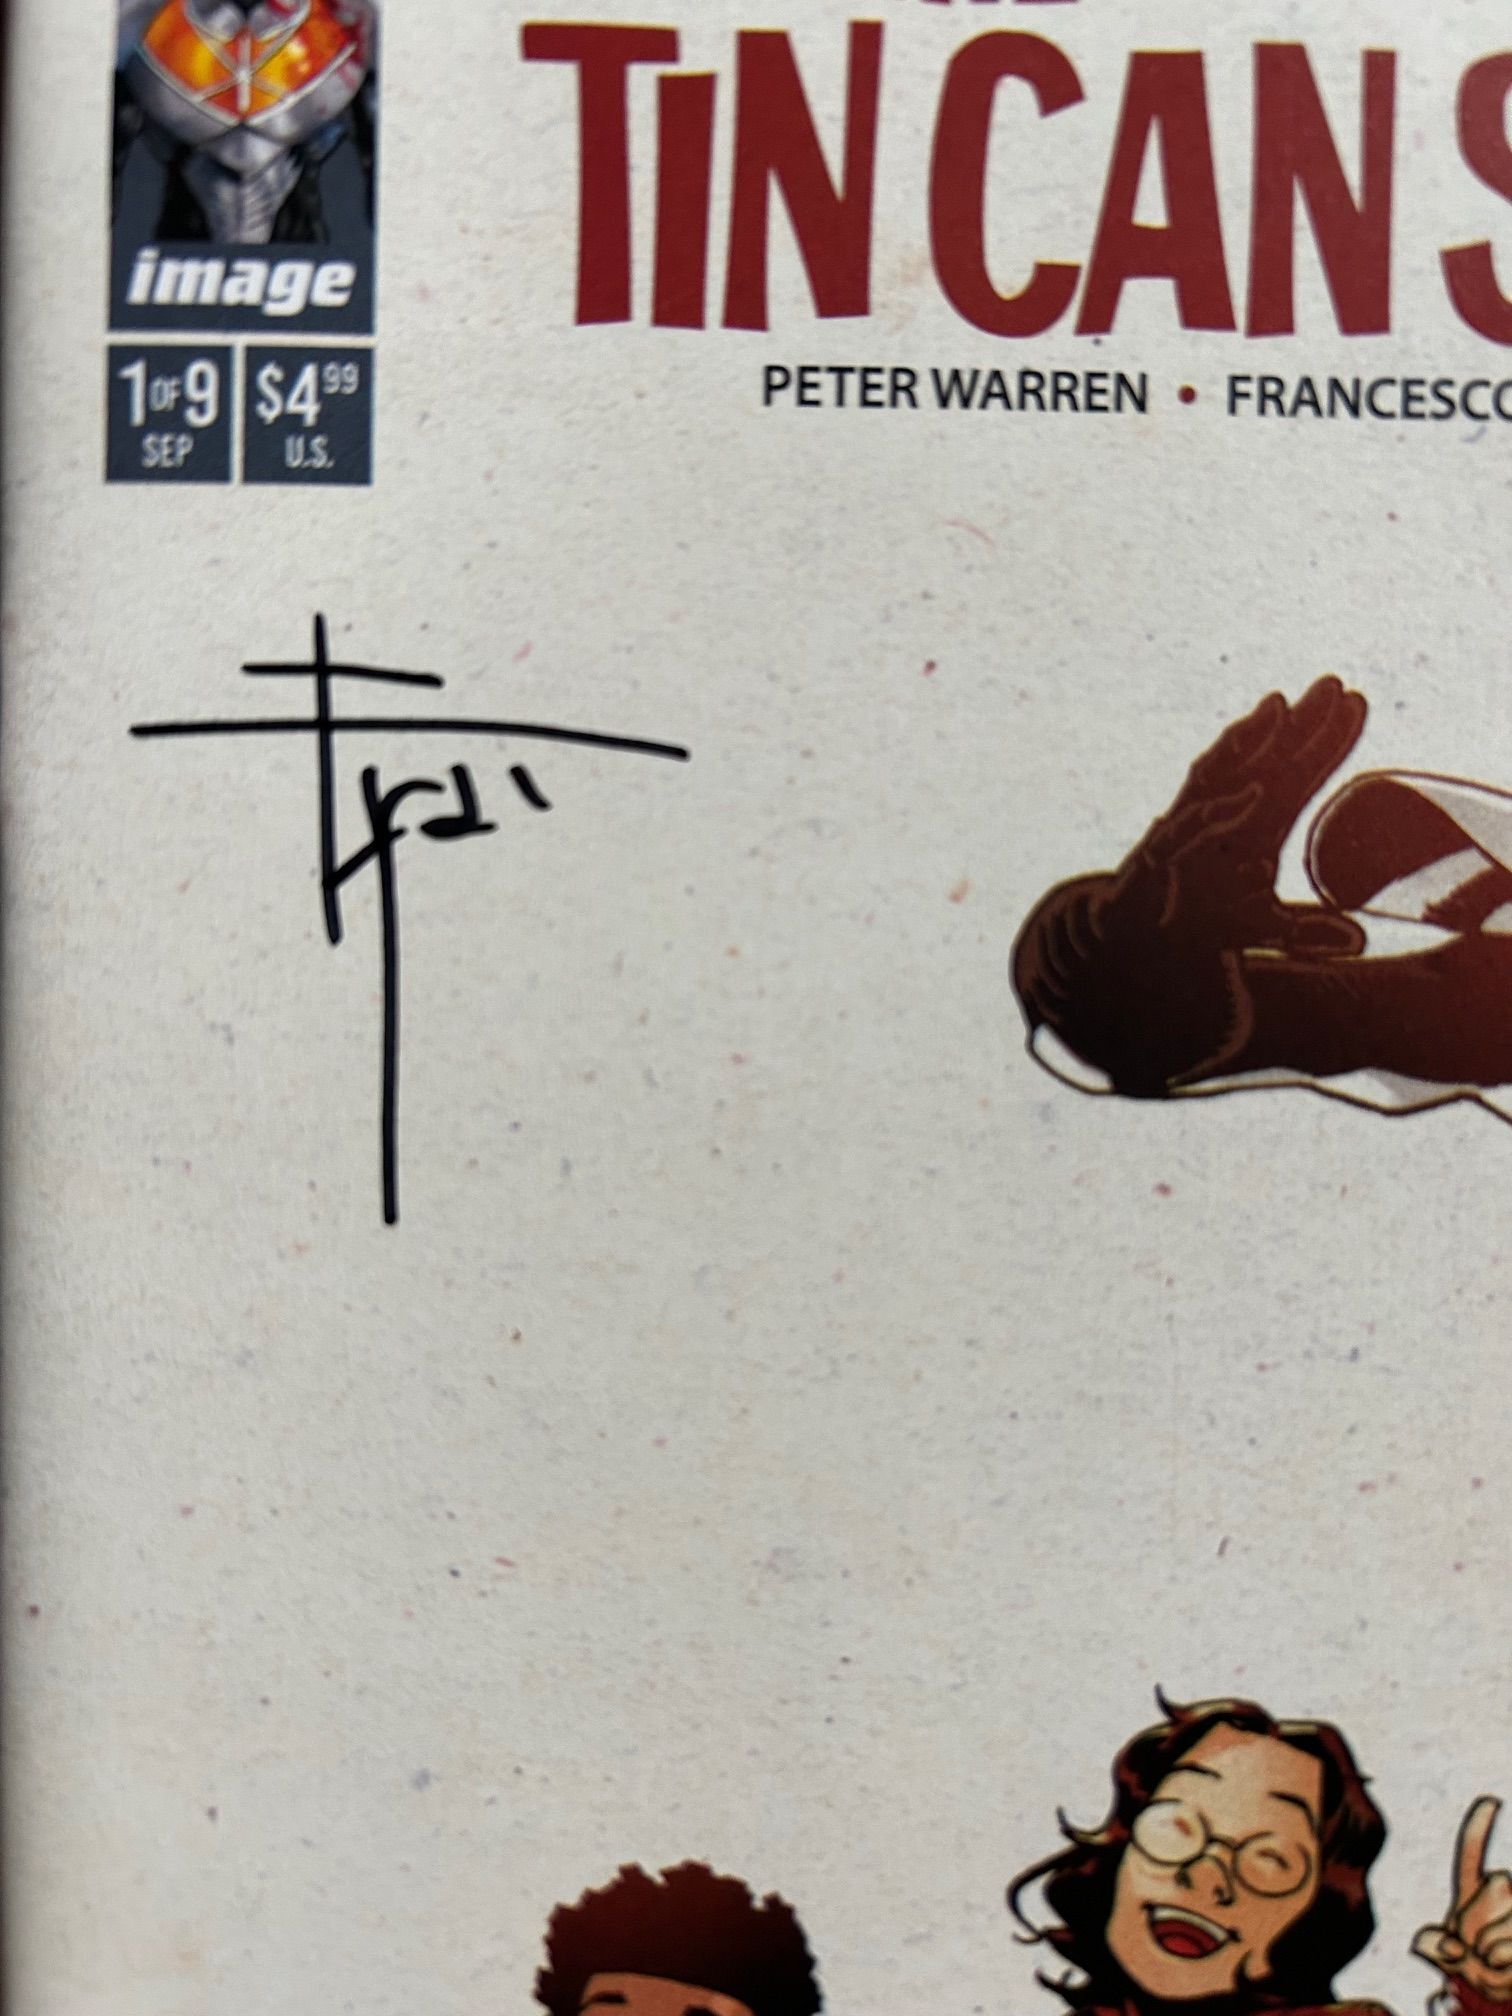 TIN CAN S
image
1 OF 9 $4.99
SEP U.S.
PETER WARREN • FRANCESCO